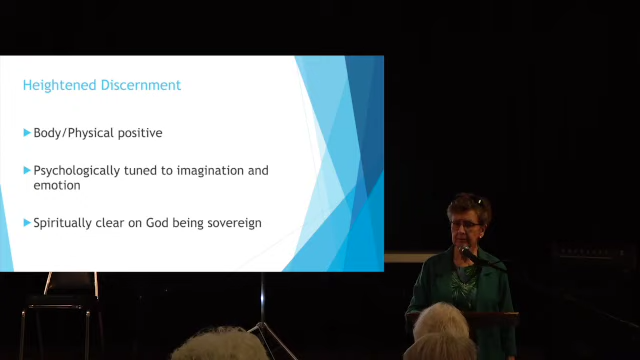 Heightened Discernment
Body/Physical positive
Psychologically tuned to imagination and
emotion
Spiritually clear on God being sovereign